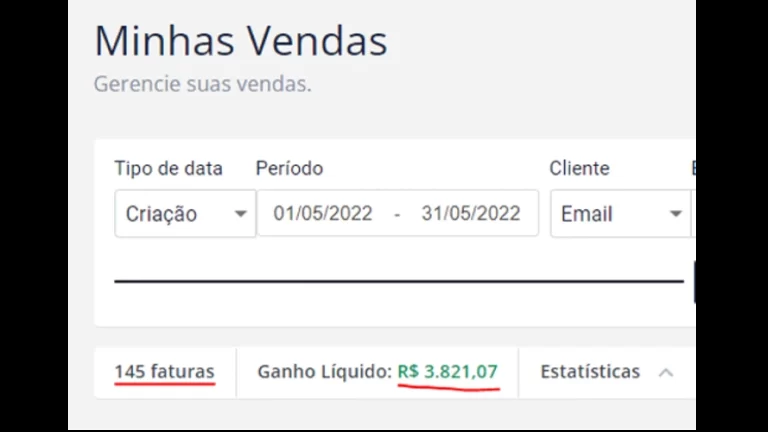 Minhas Vendas
Gerencie suas vendas.
Tipo de data Período Cliente
Criação 01/05/2022 - 31/05/2022 Email
145 faturas Ganho Líquido: R$ 3.821,07 Estatísticas